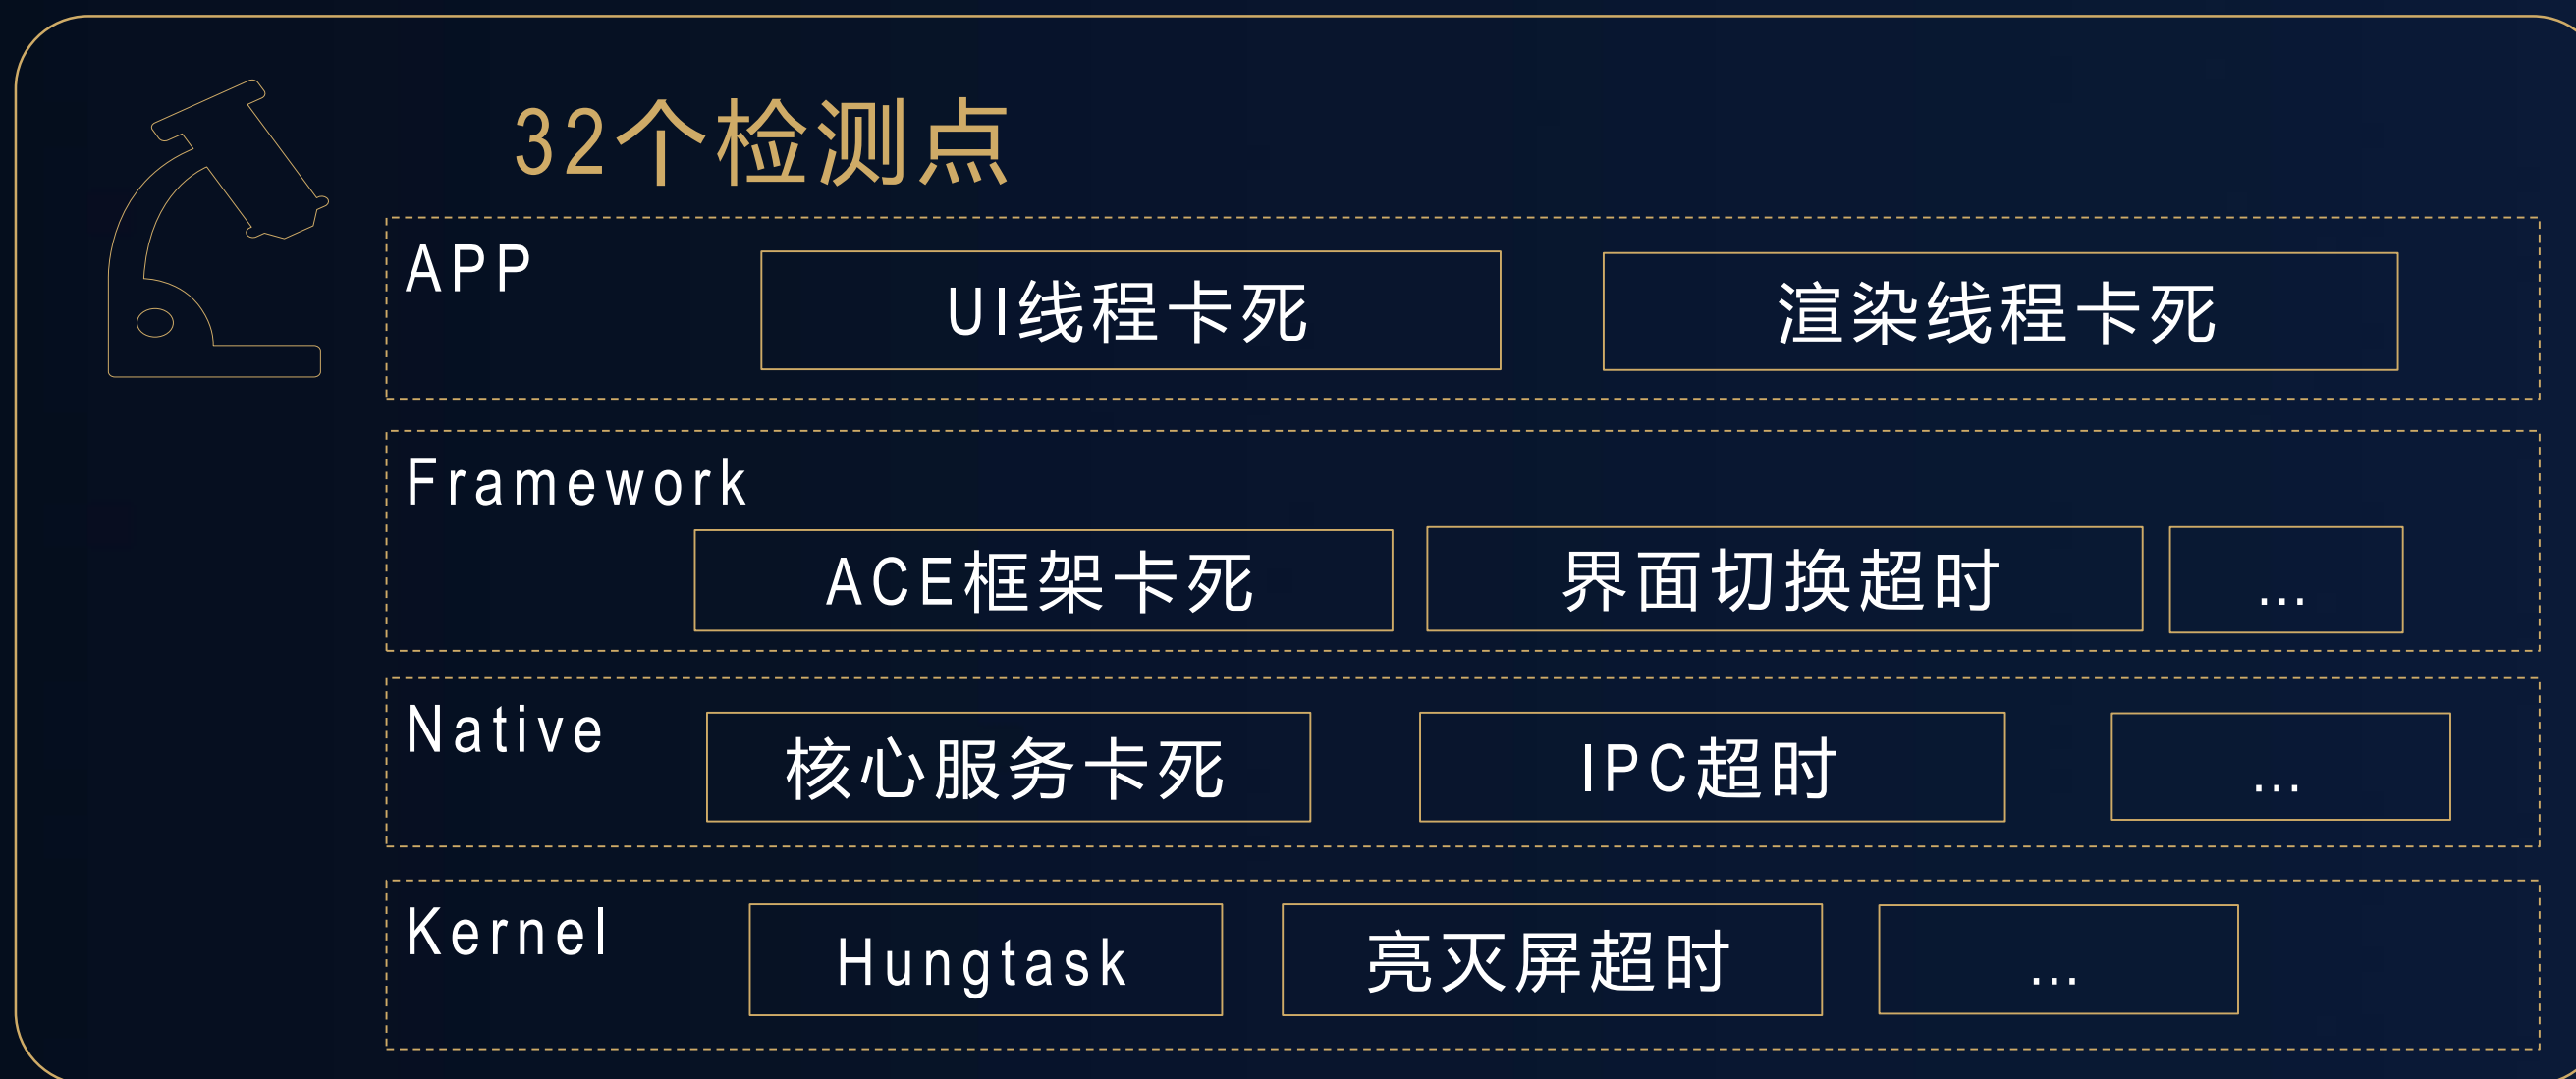 32个检测点
APP
UI线程卡死
渲染线程卡死
Framework
ACE框架卡死
界面切换超时
...
Native
核心服务卡死
IPC超时
...
Kernel
Hungtask
亮灭屏超时
...